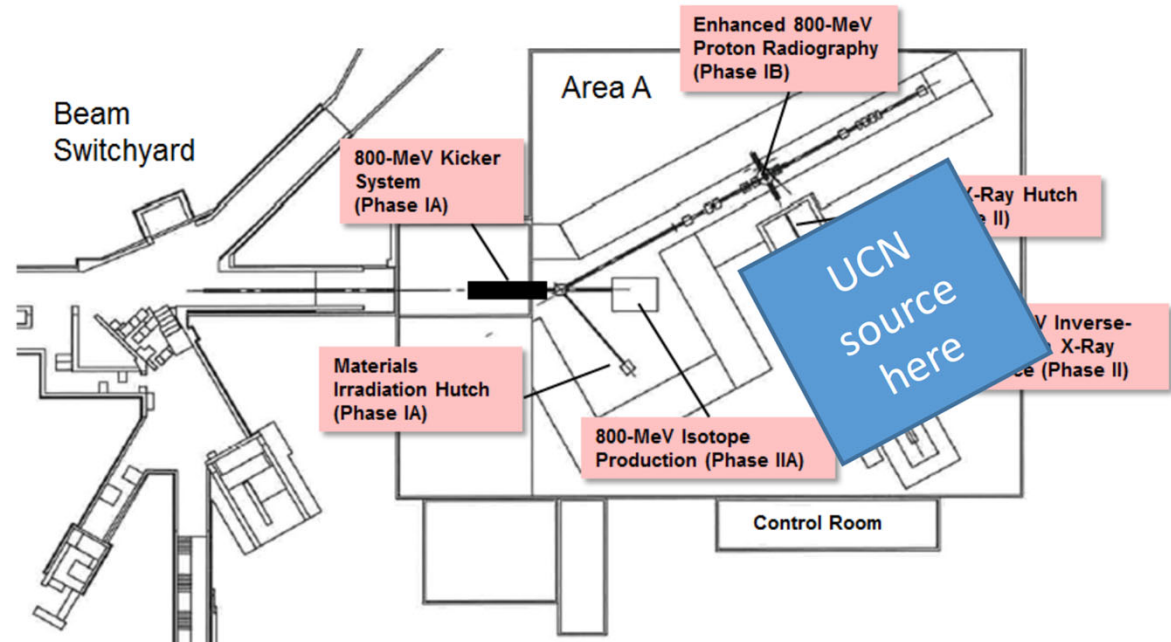 Enhanced 800-MeV
Proton Radiography
(Phase IB)
Area A
Beam
Switchyard
800-MeV Kicker
System
(Phase IA)
X-Ray Hutch
II)
UCN
source
here
Inverse-
X-Ray
(Phase II)
Materials
Irradiation Hutch
(Phase IA)
800-MeV Isotope
Production (Phase IIA)
Control Room